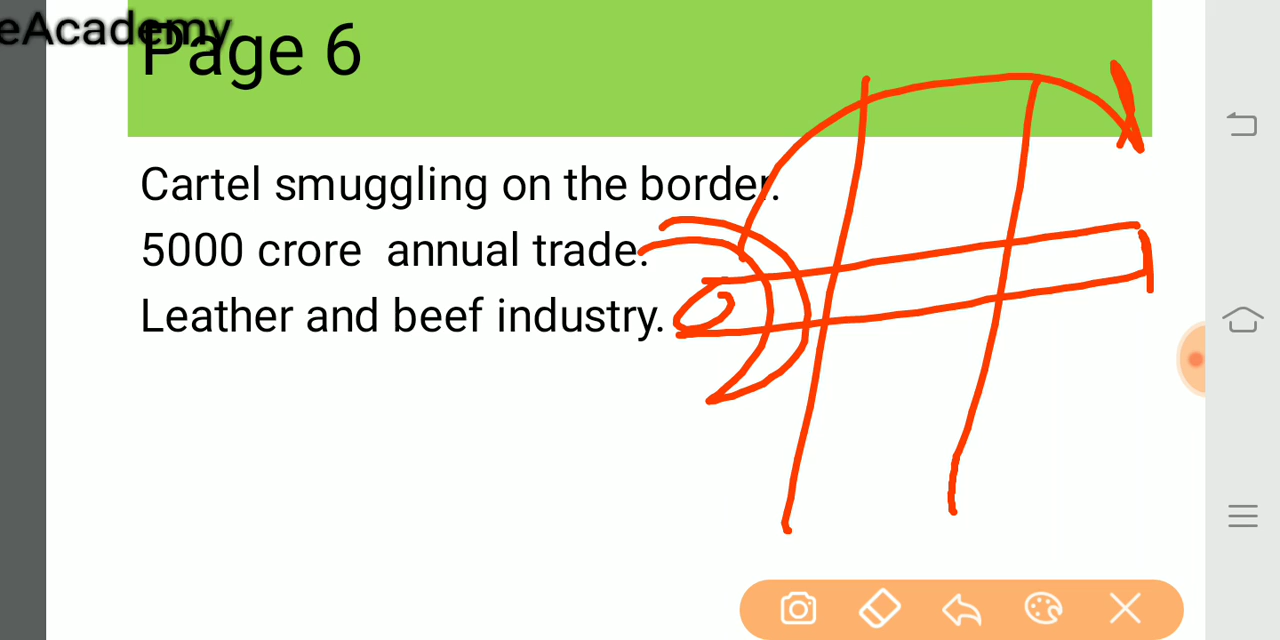 eAcademy
Page 6
Cartel smuggling on the border.
5000 crore  annual trade.
Leather and beef industry.